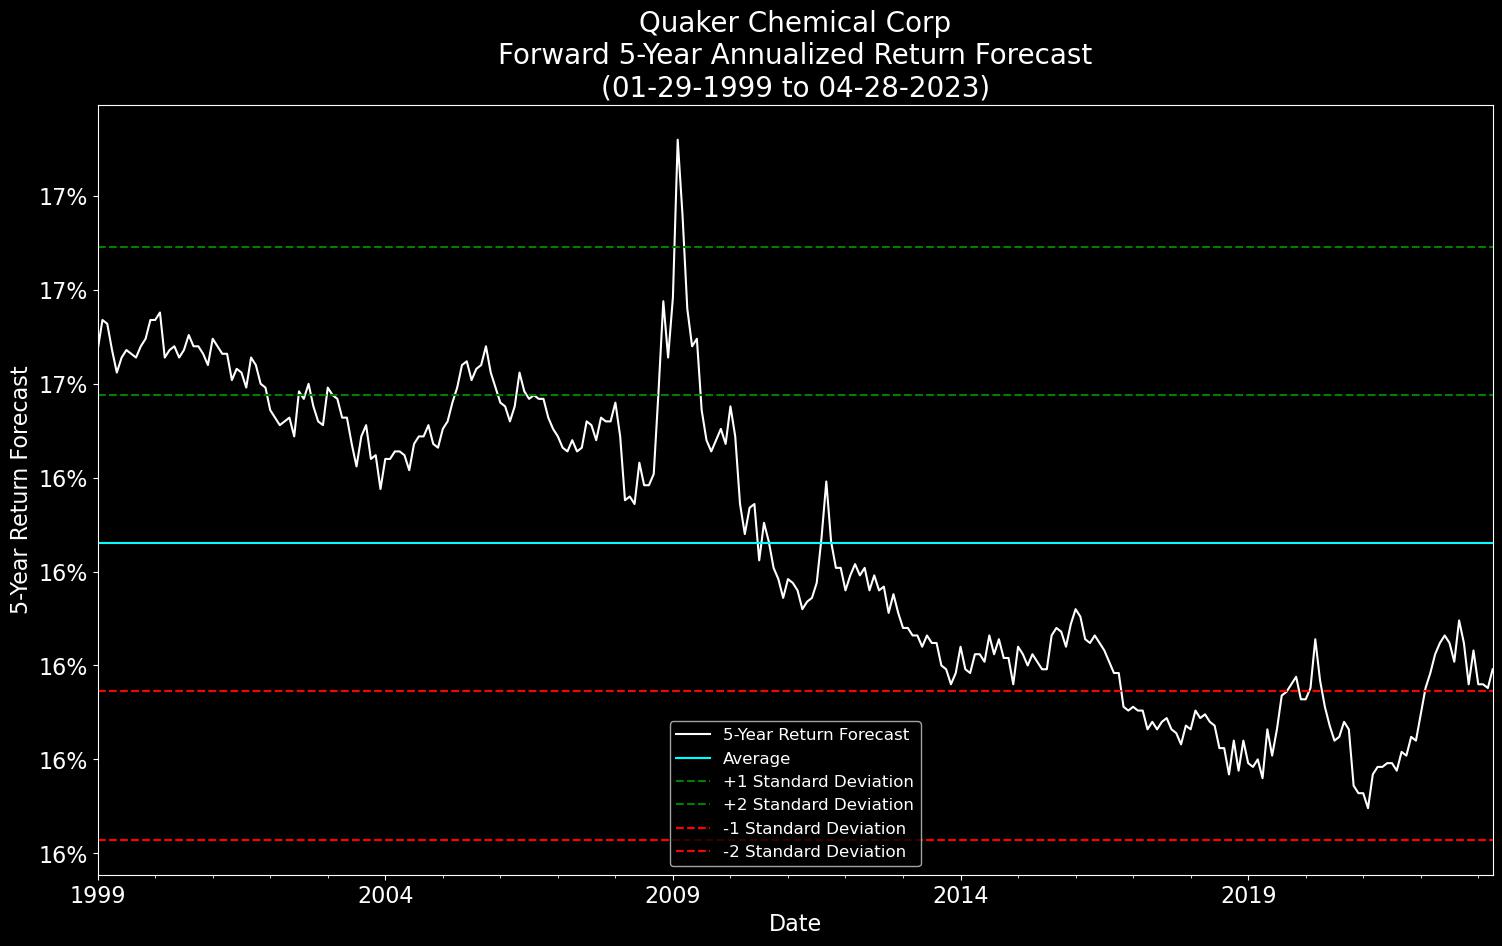 Quaker Chemical Corp
Forward 5-Year Annualized Return Forecast
(01-29-1999 to 04-28-2023)
17%
17%
17%
16%
16%
16%
16%
16%
5-Year Return Forecast
5-Year Return Forecast
Average
+1 Standard Deviation
+2 Standard Deviation
-1 Standard Deviation
-2 Standard Deviation
1999 2004 2009 2014 2019
Date